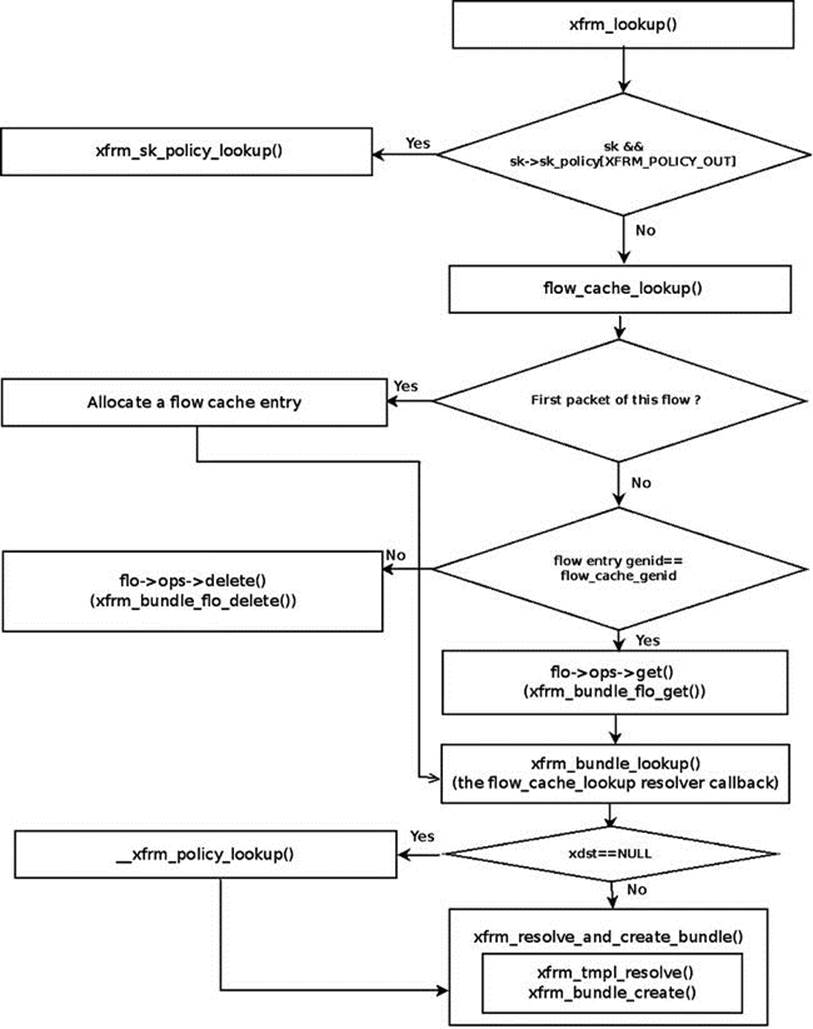 xfrm_lookup()
sk &&
sk->sk_policy[XFRM_POLICY_OUT]
Yes
xfrm_sk_policy_lookup()
No
flow_cache_lookup()
First packet of this flow ?
Yes
Allocate a flow cache entry
No
flow entry genid==
flow_cache_genid
No
flo->ops->delete()
(xfrm_bundle_flo_delete())
Yes
flo->ops->get()
(xfrm_bundle_flo_get())
xfrm_bundle_lookup()
(the flow_cache_lookup resolver callback)
xdst==NULL
Yes
__xfrm_policy_lookup()
No
xfrm_resolve_and_create_bundle()
xfrm_tmpl_resolve()
xfrm_bundle_create()